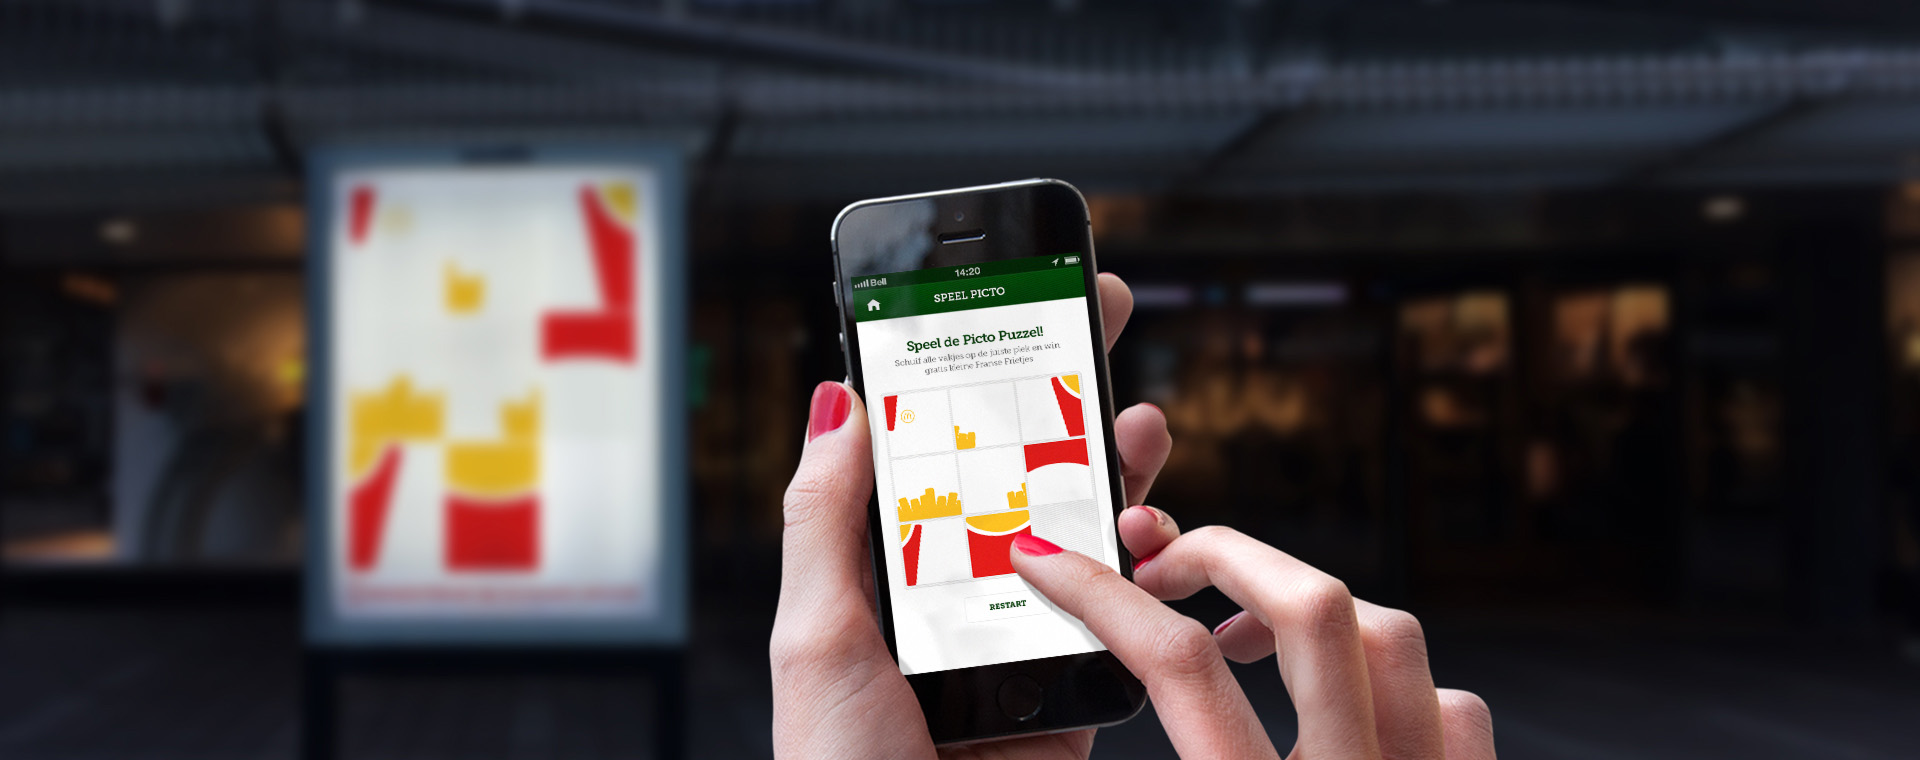 Bell 14:20
SPEEL PICTO
Speel de Picto Puzzel!
Schuif alle vakjes op de juiste plek en win
gratis kleine Franse Frietjes
m
RESTART